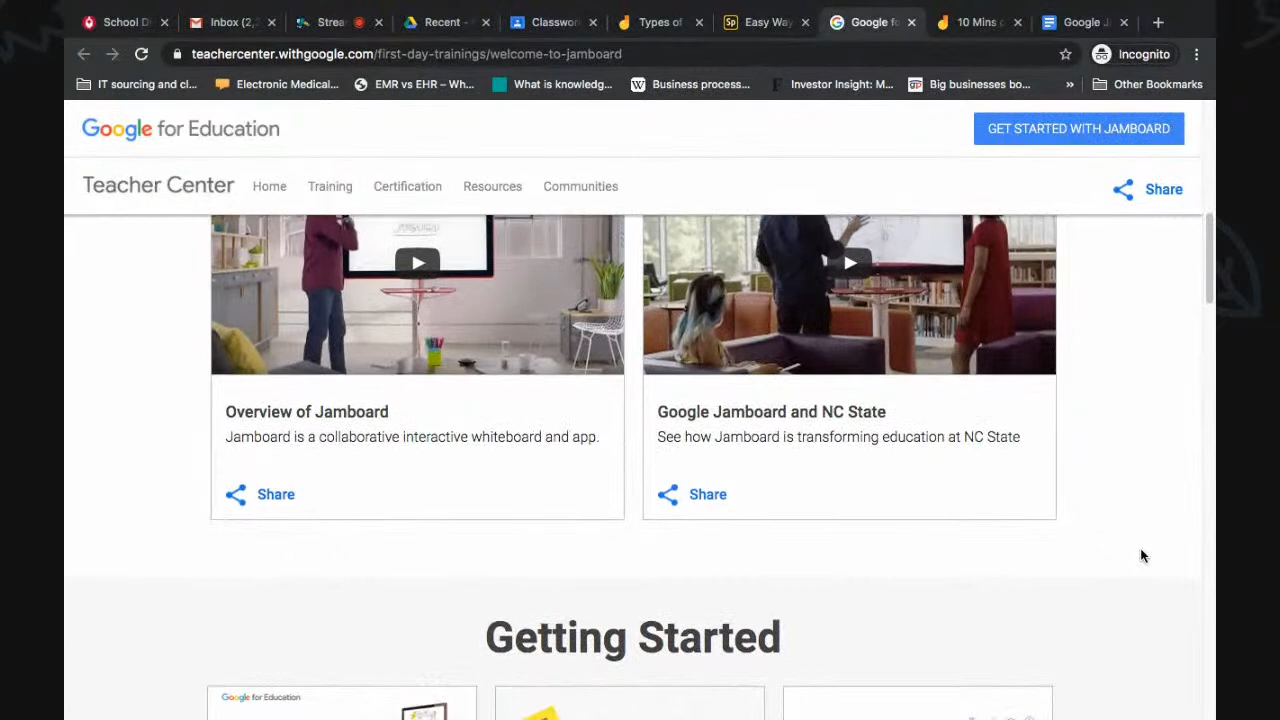 School D
Inbox (2,
Strea
Recent -
Classwo
Types of
Sp Easy Way
Google fo
10 Mins
Google J
teachercenter.withgoogle.com/first-day-trainings/welcome-to-jamboard
Incognito
IT sourcing and cl...
Electronic Medical...
EMR vs EHR – Wh...
What is knowledg...
W Business process...
Investor Insight: M...
Big businesses bo...
»
Other Bookmarks
Google for Education
GET STARTED WITH JAMBOARD
Teacher Center
Home
Training
Certification
Resources
Communities
Share
Overview of Jamboard
Jamboard is a collaborative interactive whiteboard and app.
Share
Google Jamboard and NC State
See how Jamboard is transforming education at NC State
Share
Getting Started
Google for Education